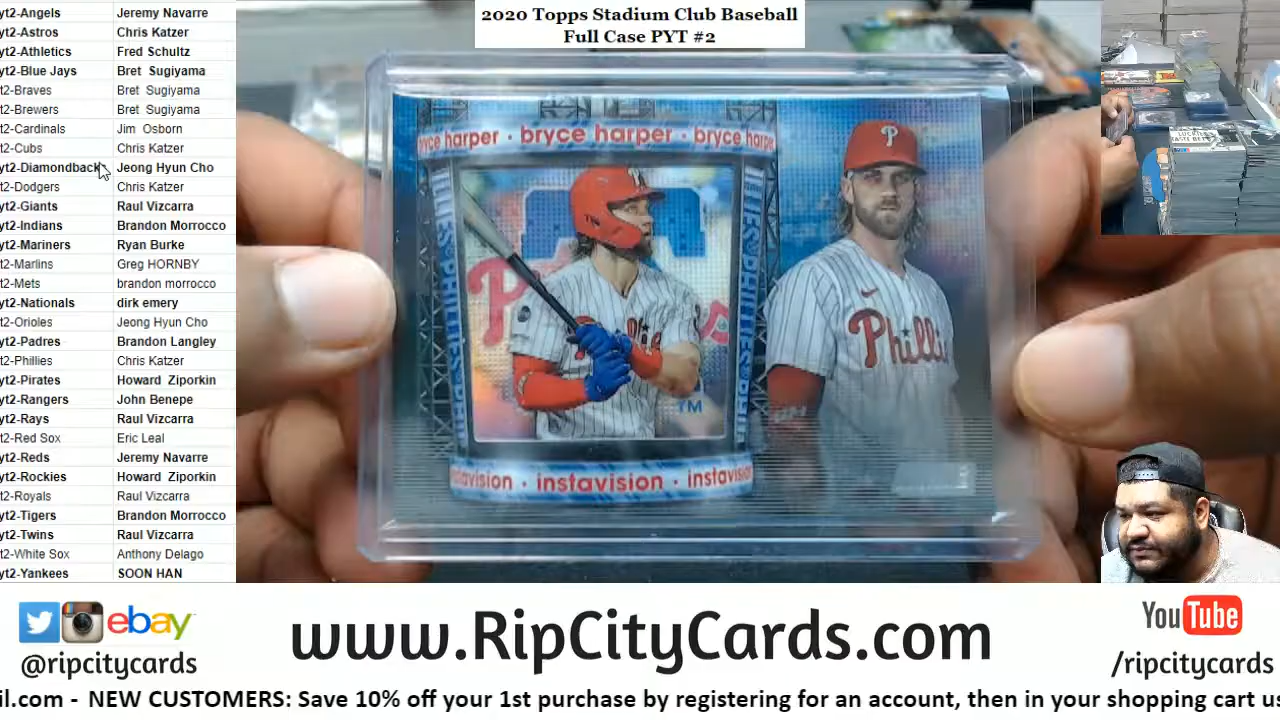 2020 Topps Stadium Club Baseball
Full Case PYT #2
yt2-Angels Jeremy Navarre
yt2-Astros Chris Katzer
yt2-Athletics Fred Schultz
yt2-Blue Jays Bret Sugiyama
t2-Braves Bret Sugiyama
t2-Brewers Bret Sugiyama
t2-Cardinals Jim Osborn
t2-Cubs Chris Katzer
yt2-Diamondback Jeong Hyun Cho
t2-Dodgers Chris Katzer
yt2-Giants Raul Vizcarra
yt2-Indians Brandon Morrocco
yt2-Mariners Ryan Burke
t2-Marlins Greg HORNBY
t2-Mets brandon morrocco
yt2-Nationals dirk emery
t2-Orioles Jeong Hyun Cho
yt2-Padres Brandon Langley
t2-Phillies Chris Katzer
yt2-Pirates Howard Ziporkin
yt2-Rangers John Benepe
yt2-Rays Raul Vizcarra
t2-Red Sox Eric Leal
yt2-Reds Jeremy Navarre
yt2-Rockies Howard Ziporkin
t2-Royals Raul Vizcarra
yt2-Tigers Brandon Morrocco
yt2-Twins Raul Vizcarra
t2-White Sox Anthony Delago
yt2-Yankees SOON HAN
yce harper · bryce harper · bryce harp
PHILLIES
P
Phillies
TM
P
Philli
instavision · instavision · instavision
ebay
@ripcitycards
www.RipCityCards.com
YouTube
/ripcitycards
il.com - NEW CUSTOMERS: Save 10% off your 1st purchase by registering for an account, then in your shopping cart us